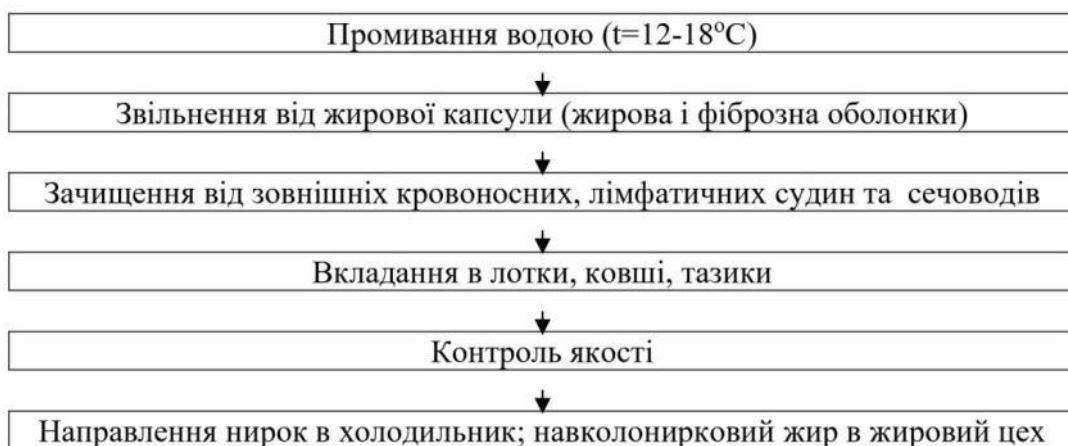 Промивання водою (t=12-18ºС)
Звільнення від жирової капсули (жирова і фіброзна оболонки)
Зачищення від зовнішніх кровоносних, лімфатичних судин та сечоводів
Вкладання в лотки, ковші, тазики
Контроль якості
Направлення нирок в холодильник; навколонирковий жир в жировий цех